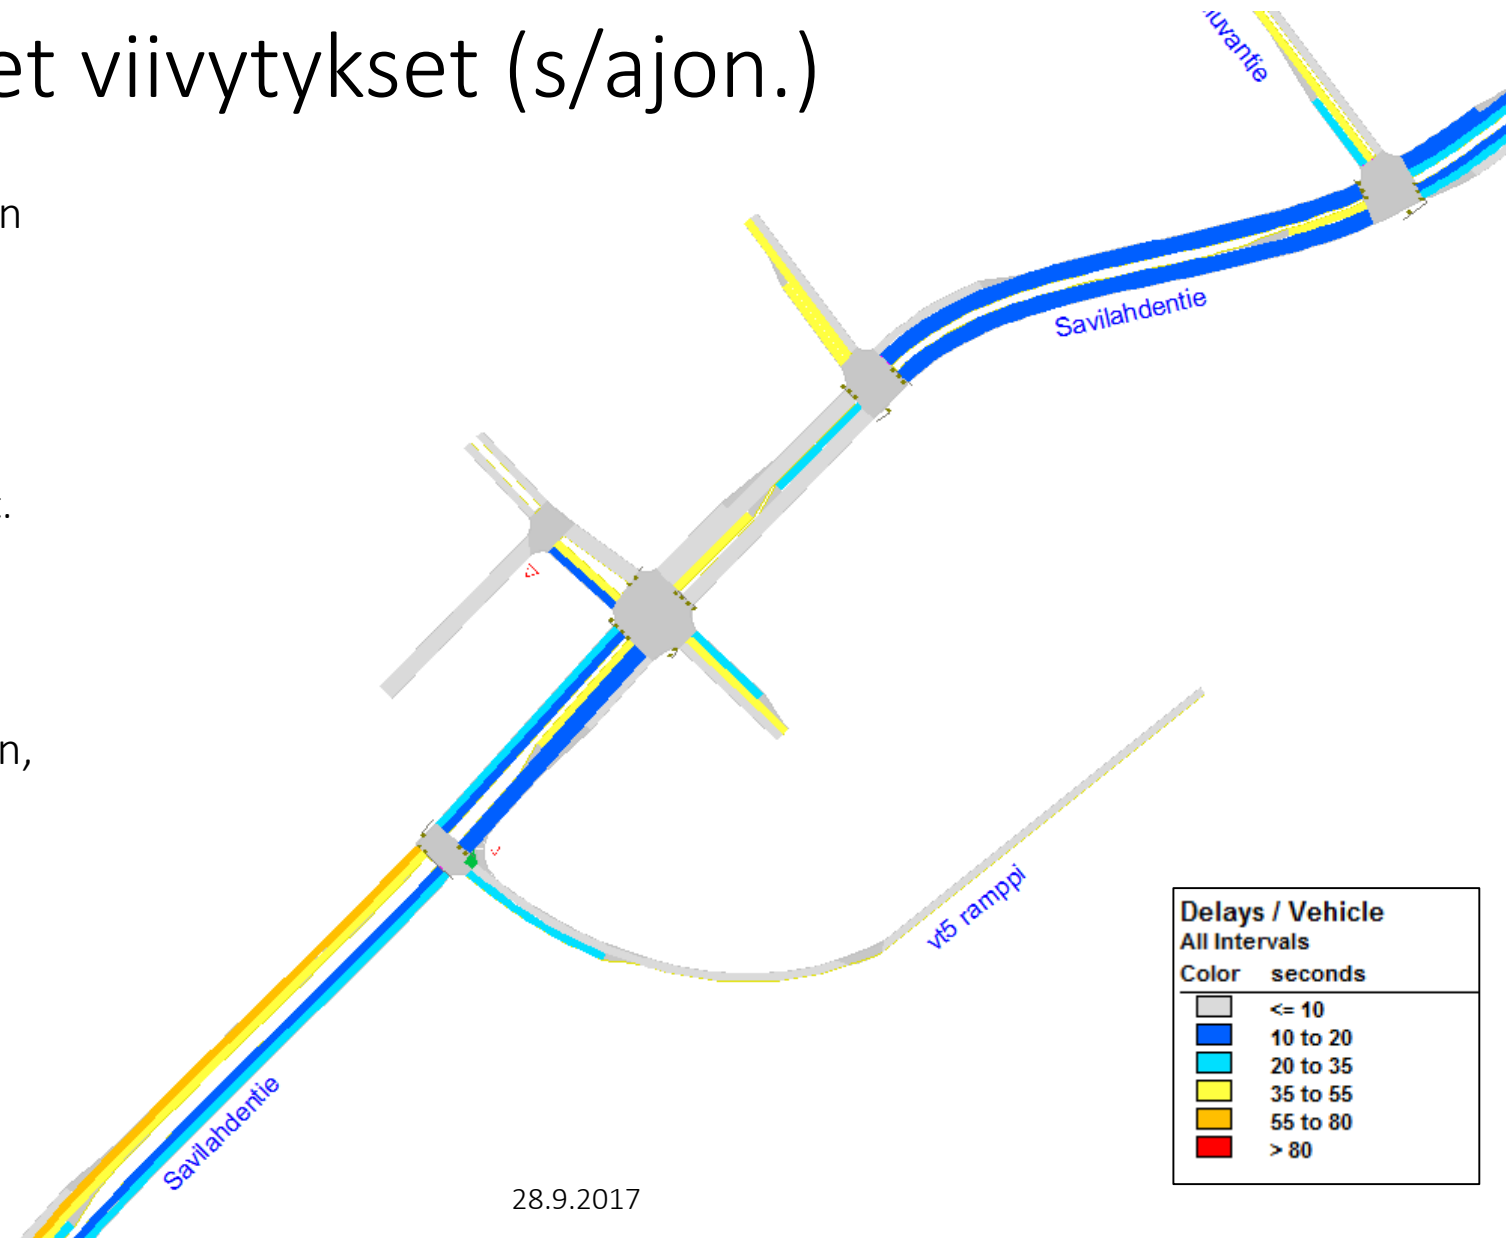 et viivytykset (s/ajon.)
n
.
n,
Savilahdentie
vt5 ramppi
Savilahdentie
Delays / Vehicle
All Intervals
Color seconds
<= 10
10 to 20
20 to 35
35 to 55
55 to 80
> 80
28.9.2017